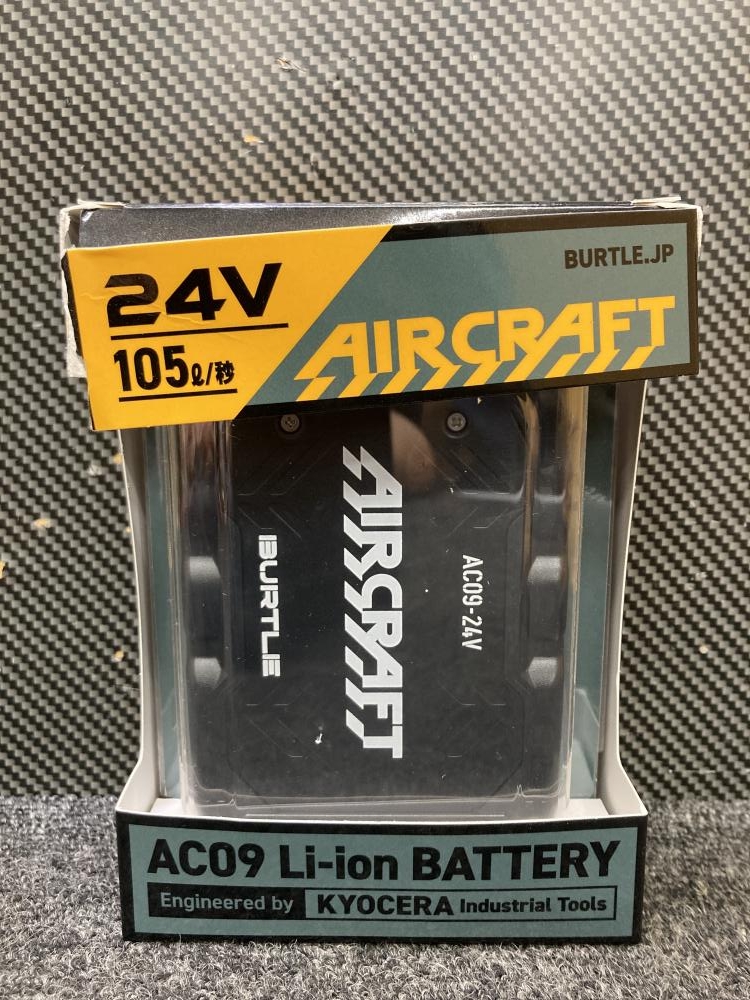 BURTLE.JP
24V
105ℓ/秒
AIRCRAFT
AC09-24V
AIRCRAFT
BURTLE
AC09 Li-ion BATTERY
Engineered by KYOCERA Industrial Tools